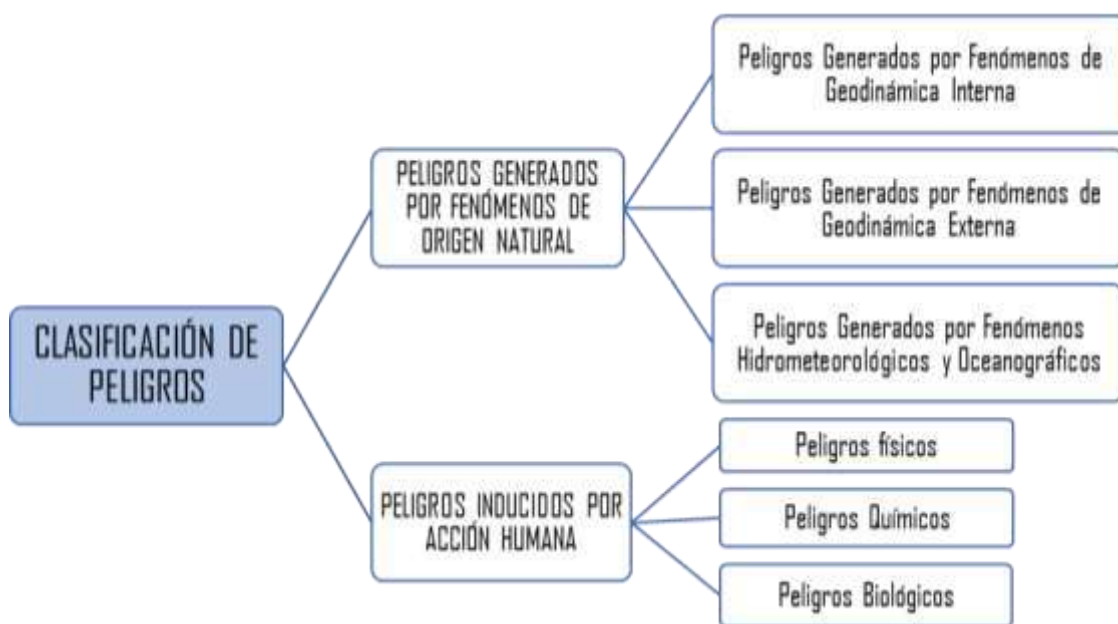 CLASIFICACIÓN DE
PELIGROS
PELIGROS GENERADOS
POR FENÓMENOS DE
ORIGEN NATURAL
Peligros Generados por Fenómenos de
Geodinámica Interna
Peligros Generados por Fenómenos de
Geodinámica Externa
Peligros Generados por Fenómenos
Hidrometeorológicos y Oceanográficos
PELIGROS INDUCIDOS POR
ACCIÓN HUMANA
Peligros físicos
Peligros Químicos
Peligros Biológicos